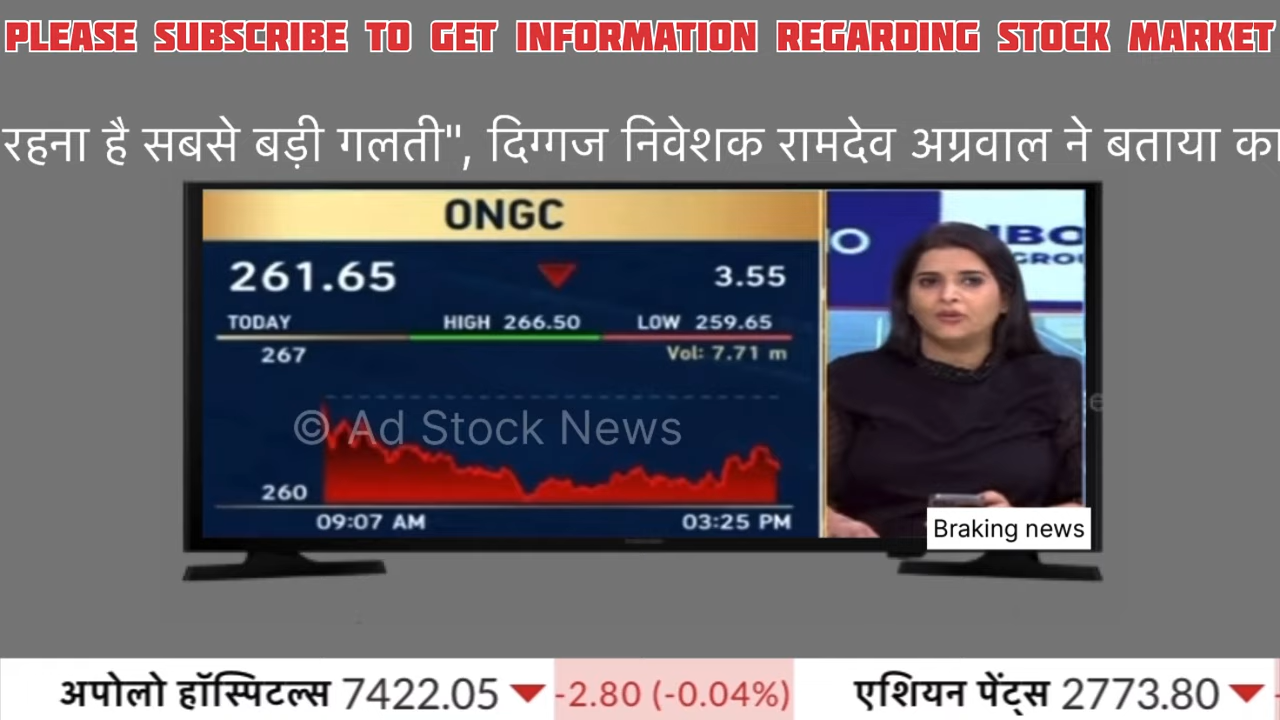 PLEASE SUBSCRIBE TO GET INFORMATION REGARDING STOCK MARKET
रहना है सबसे बड़ी गलती", दिग्गज निवेशक रामदेव अग्रवाल ने बताया
ONGC
261.65 ▼ 3.55
TODAY HIGH 266.50 LOW 259.65
267 Vol: 7.71 m
© Ad Stock News
260
09:07 AM 03:25 PM
Braking news
अपोलो हॉस्पिटल्स 7422.05 ▼ -2.80 (-0.04%) एशियन पेंट्स 2773.80 ▼